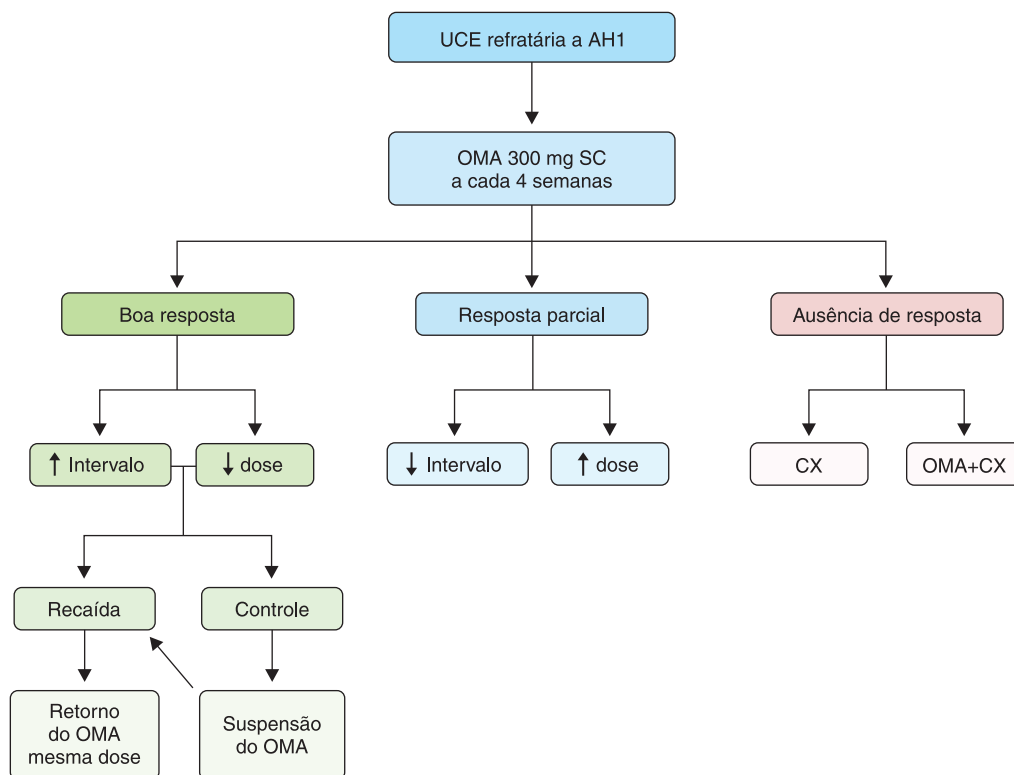 UCE refratária a AH1
OMA 300 mg SC
a cada 4 semanas
Boa resposta
Resposta parcial
Ausência de resposta
↑ Intervalo
↓ dose
↓ Intervalo
↑ dose
CX
OMA+CX
Recaída
Controle
Retorno
do OMA
mesma dose
Suspensão
do OMA